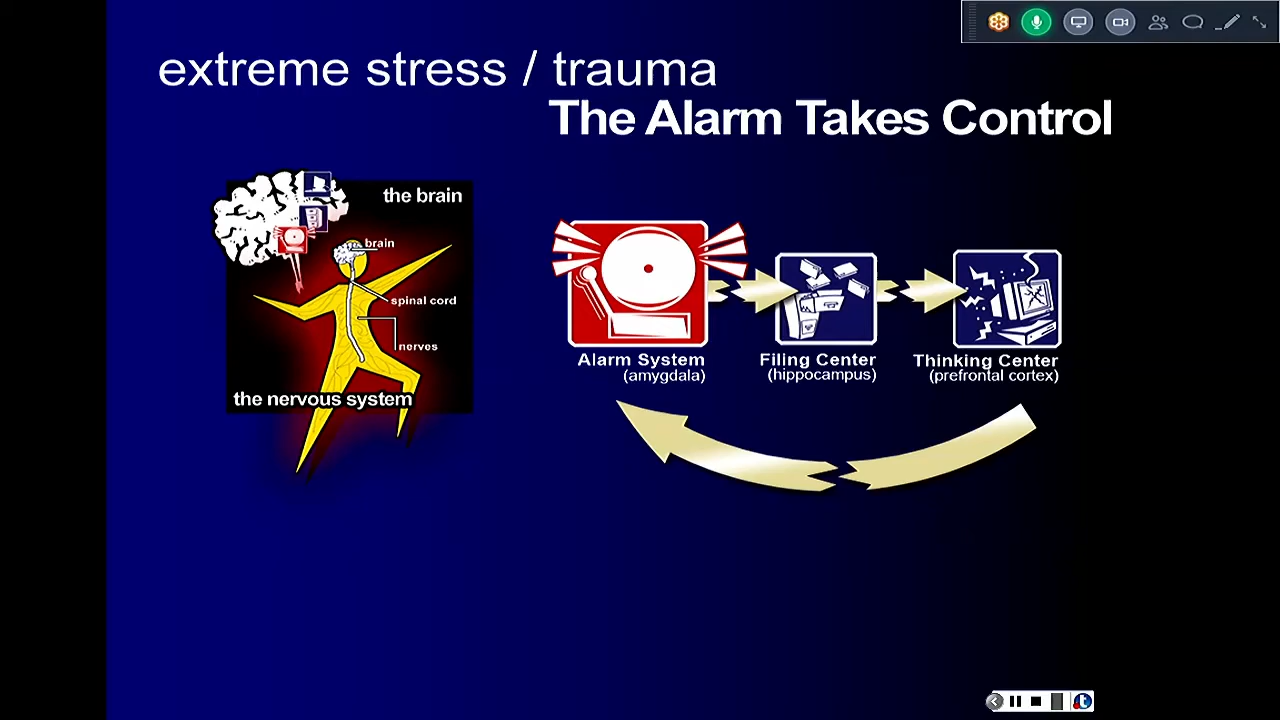 extreme stress / trauma
The Alarm Takes Control
the brain
brain
spinal cord
nerves
the nervous system
Alarm System
(amygdala)
Filing Center
(hippocampus)
Thinking Center
(prefrontal cortex)
t